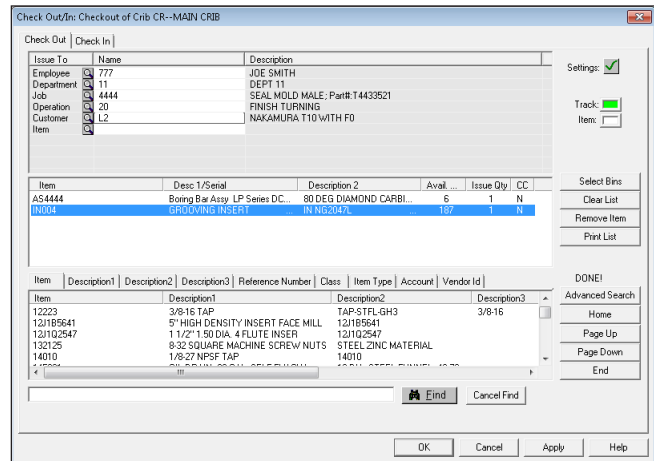 Check Out/In: Checkout of Crib CR--MAIN CRIB
Check Out Check In
Issue To Name Description
Employee 777 JOE SMITH
Department 11 DEPT 11
Job 4444 SEAL MOLD MALE; Part#:T4433521
Operation 20 FINISH TURNING
Customer L2 NAKAMURA T10 WITH F0
Item
Settings:
Track:
Item:
Item Desc 1/Serial Description 2 Avail. ... Issue Qty CC
AS4444 Boring Bar Assy LP Series DC... 80 DEG DIAMOND CARBI... 6 1 N
IN004 GROOVING INSERT ... IN NG2047L ... 187 1 N
Select Bins
Clear List
Remove Item
Print List
DONE!
Item Description1 Description2 Description3 Reference Number Class Item Type Account Vendor Id
Item Description1 Description2 Description3
12223 3/8-16 TAP TAP-STFL-GH3 3/8-16
12J1B5641 5" HIGH DENSITY INSERT FACE MILL 12J1B5641
12J1Q2547 1 1/2" 1.50 DIA. 4 FLUTE INSER 12J1Q2547
132125 8-32 SQUARE MACHINE SCREW NUTS STEEL ZINC MATERIAL
14010 1/8-27 NPSF TAP 14010
Advanced Search
Home
Page Up
Page Down
End
Find Cancel Find
OK Cancel Apply Help